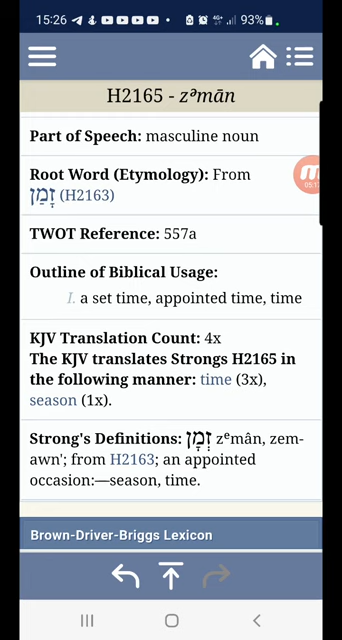 15:26 4G+ 93%
H2165 - zᵊmān
Part of Speech: masculine noun
Root Word (Etymology): From
זָמַן (H2163)
TWOT Reference: 557a
Outline of Biblical Usage:
I. a set time, appointed time, time
KJV Translation Count: 4x
The KJV translates Strongs H2165 in
the following manner: time (3x),
season (1x).
Strong's Definitions: זְמָן zᵉmân, zem-
awn'; from H2163; an appointed
occasion:—season, time.
Brown-Driver-Briggs Lexicon